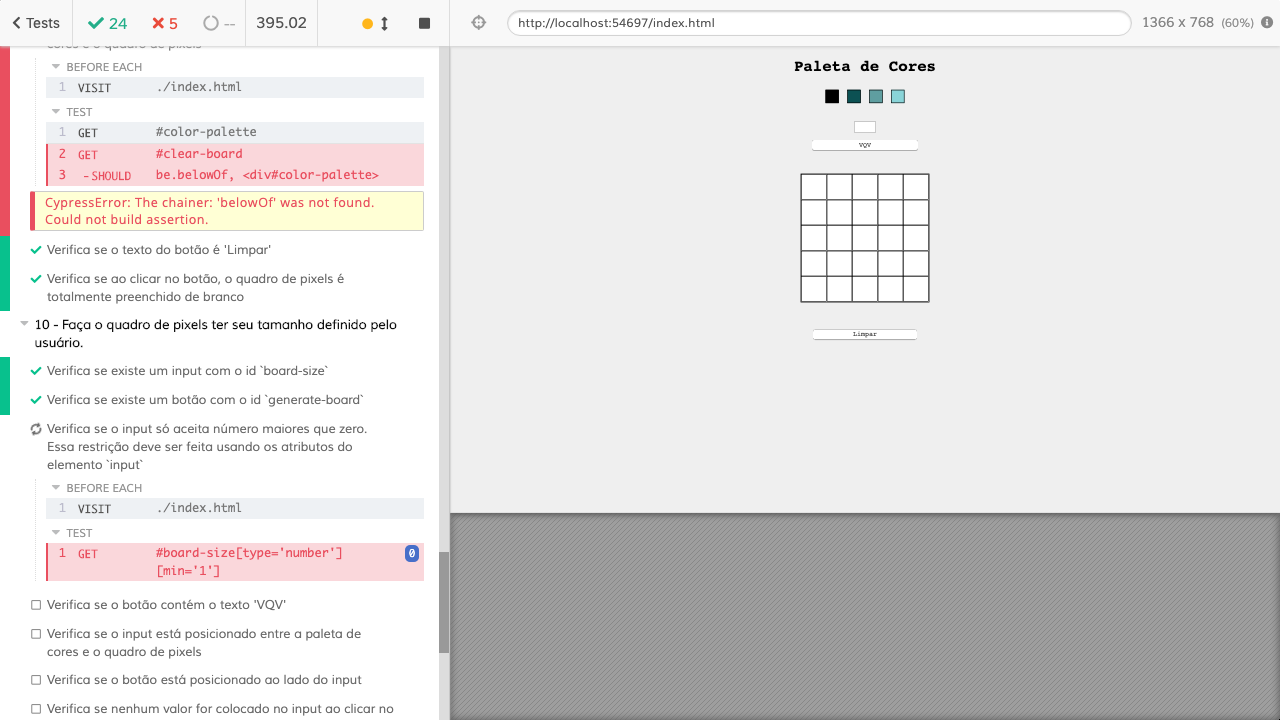 Tests
24
5
--
395.02
http://localhost:54697/index.html
1366 x 768 (60%)
cores e o quadro de pixels
BEFORE EACH
1 VISIT ./index.html
TEST
1 GET #color-palette
2 GET #clear-board
3 -SHOULD be.belowOf, <div#color-palette>
CypressError: The chainer: 'belowOf' was not found.
Could not build assertion.
Verifica se o texto do botão é 'Limpar'
Verifica se ao clicar no botão, o quadro de pixels é
totalmente preenchido de branco
10 - Faça o quadro de pixels ter seu tamanho definido pelo
usuário.
Verifica se existe um input com o id `board-size`
Verifica se existe um botão com o id `generate-board`
Verifica se o input só aceita número maiores que zero.
Essa restrição deve ser feita usando os atributos do
elemento `input`
BEFORE EACH
1 VISIT ./index.html
TEST
1 GET #board-size[type='number'] 0
[min='1']
Verifica se o botão contém o texto 'VQV'
Verifica se o input está posicionado entre a paleta de
cores e o quadro de pixels
Verifica se o botão está posicionado ao lado do input
Verifica se nenhum valor for colocado no input ao clicar no
Paleta de Cores
VQV
Limpar